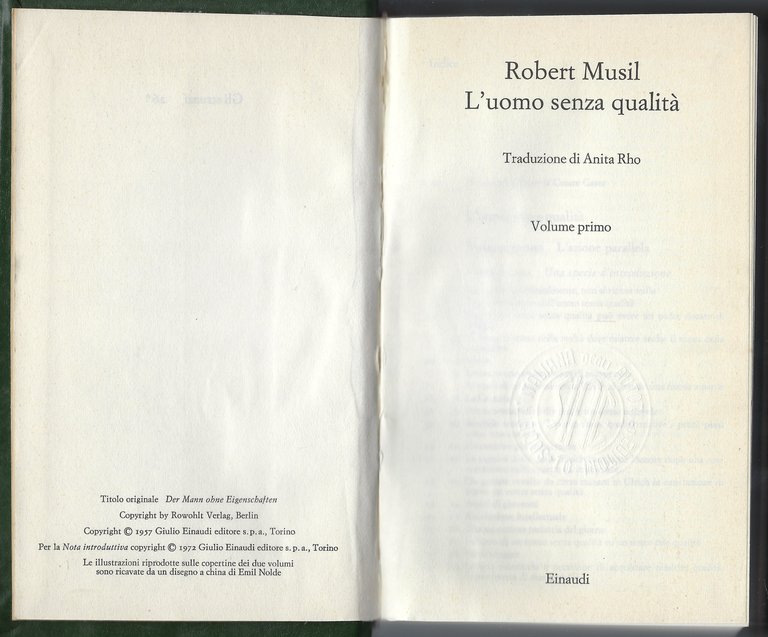 Titolo originale Der Mann ohne Eigenschaften
Copyright by Rowohlt Verlag, Berlin
Copyright © 1957 Giulio Einaudi editore s.p.a., Torino
Per la Nota introduttiva copyright © 1972 Giulio Einaudi editore s.p.a., Torino
Le illustrazioni riprodotte sulle copertine dei due volumi
sono ricavate da un disegno a china di Emil Nolde
Robert Musil
L'uomo senza qualità
Traduzione di Anita Rho
Volume primo
Einaudi